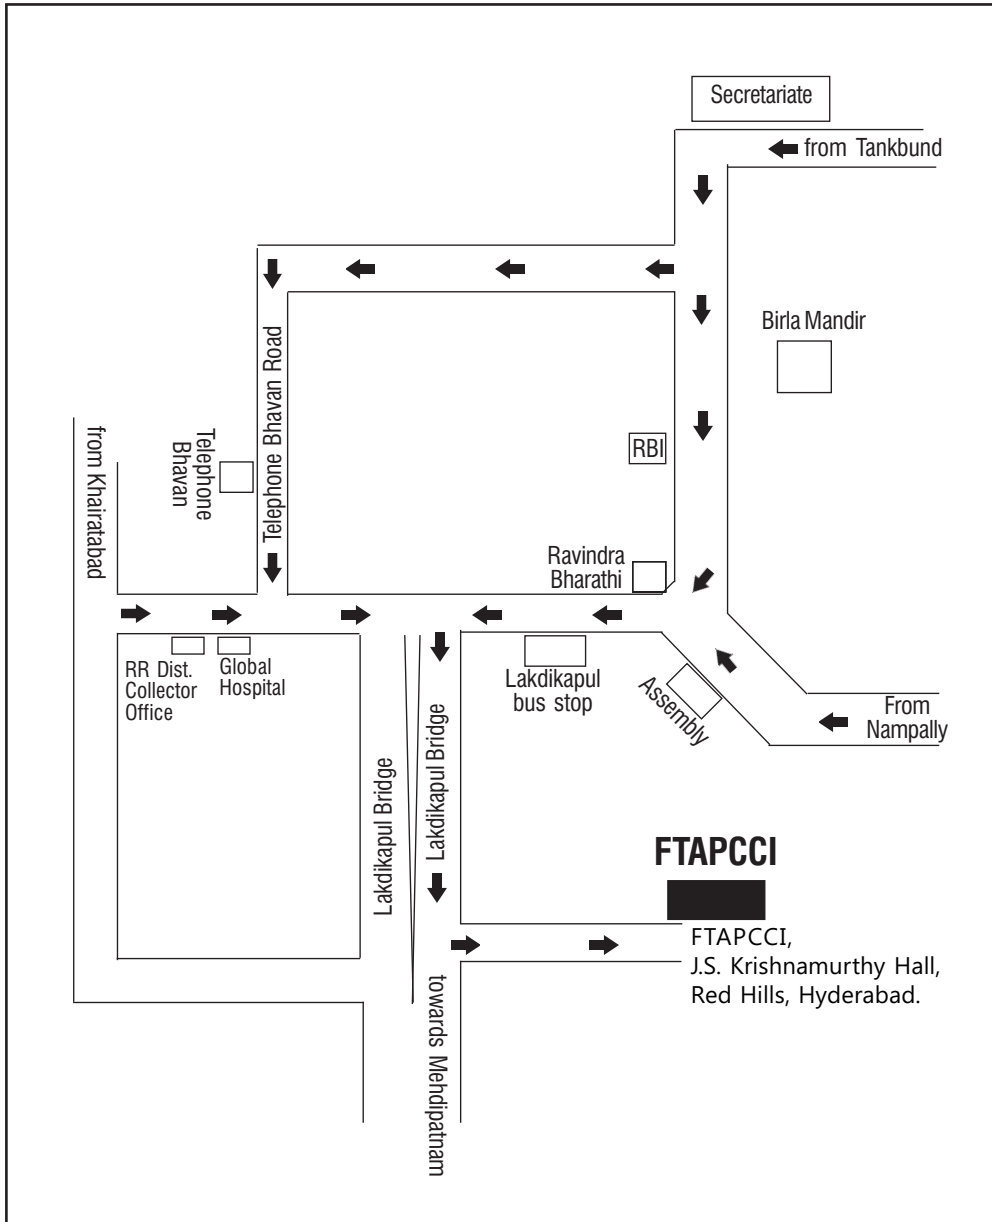 Secretariate
from Tankbund
Birla Mandir
Telephone Bhavan Road
RBI
from Khairatabad
Telephone
Bhavan
Ravindra
Bharathi
RR Dist.
Collector
Office
Global
Hospital
Lakdikapul
bus stop
Assembly
From
Nampally
Lakdikapul Bridge
Lakdikapul Bridge
FTAPCCI
FTAPCCI,
J.S. Krishnamurthy Hall,
Red Hills, Hyderabad.
towards Mehdipatnam